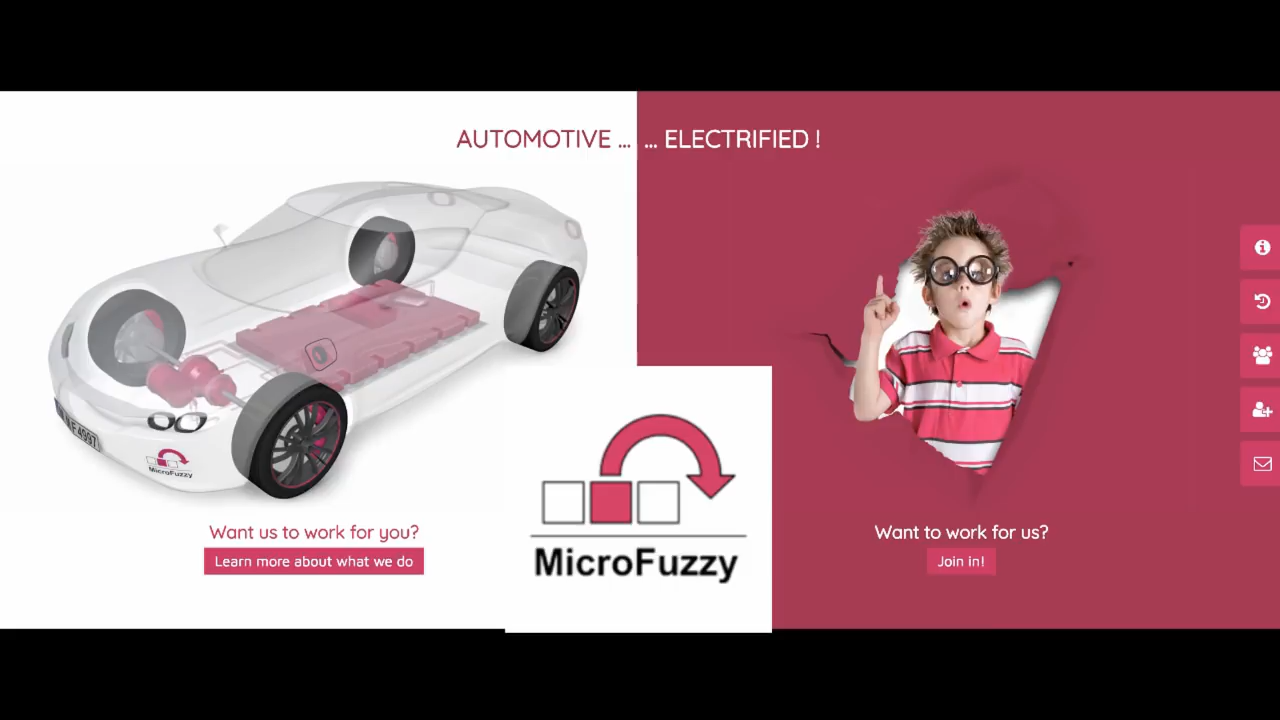 AUTOMOTIVE ... ... ELECTRIFIED !
MicroFuzzy
Want us to work for you?
Learn more about what we do
MicroFuzzy
Want to work for us?
Join in!